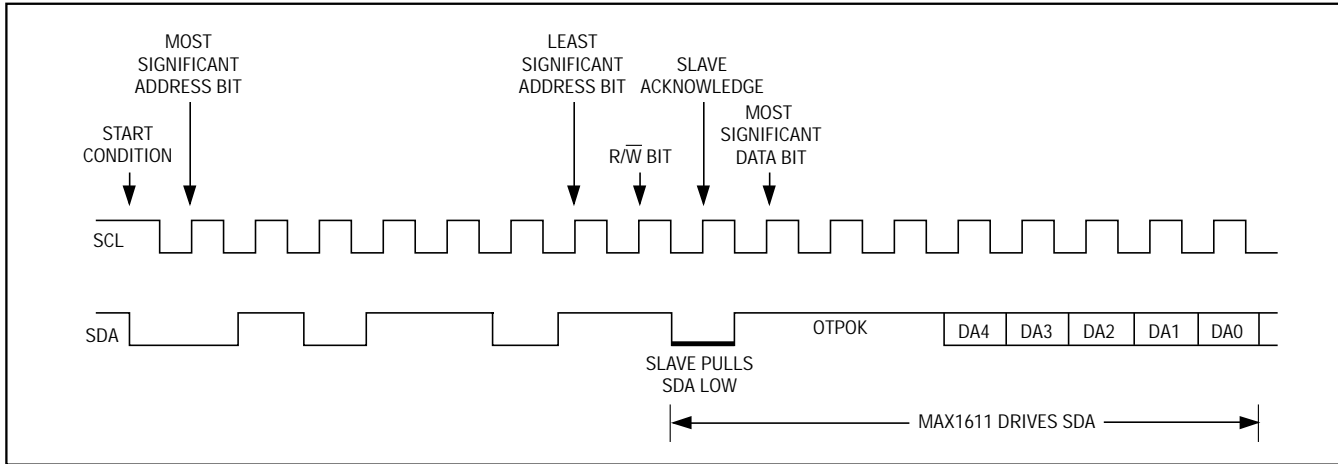 START
CONDITION
MOST
SIGNIFICANT
ADDRESS BIT
LEAST
SIGNIFICANT
ADDRESS BIT
R/W̅ BIT
SLAVE
ACKNOWLEDGE
MOST
SIGNIFICANT
DATA BIT
SCL
SDA
OTPOK
DA4 DA3 DA2 DA1 DA0
SLAVE PULLS
SDA LOW
MAX1611 DRIVES SDA